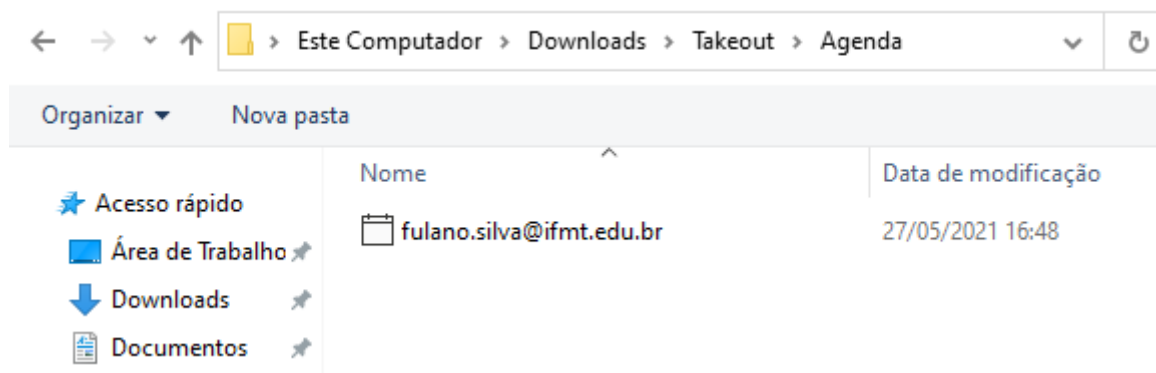 Este Computador > Downloads > Takeout > Agenda
Organizar Nova pasta
Nome Data de modificação
Acesso rápido
fulano.silva@ifmt.edu.br 27/05/2021 16:48
Área de Trabalho
Downloads
Documentos